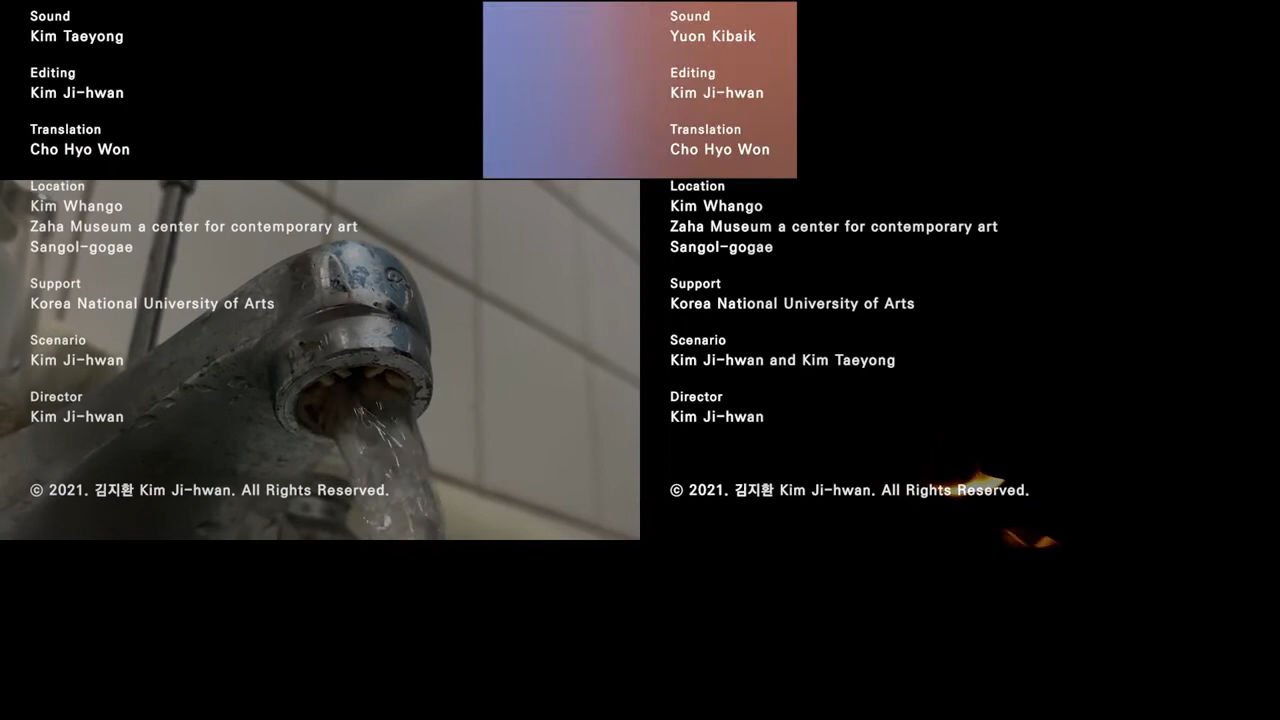 Sound
Kim Taeyong
Editing
Kim Ji-hwan
Translation
Cho Hyo Won
Location
Kim Whango
Zaha Museum a center for contemporary art
Sangol-gogae
Support
Korea National University of Arts
Scenario
Kim Ji-hwan
Director
Kim Ji-hwan
© 2021. 김지환 Kim Ji-hwan. All Rights Reserved.
Sound
Yuon Kibaik
Editing
Kim Ji-hwan
Translation
Cho Hyo Won
Location
Kim Whango
Zaha Museum a center for contemporary art
Sangol-gogae
Support
Korea National University of Arts
Scenario
Kim Ji-hwan and Kim Taeyong
Director
Kim Ji-hwan
© 2021. 김지환 Kim Ji-hwan. All Rights Reserved.